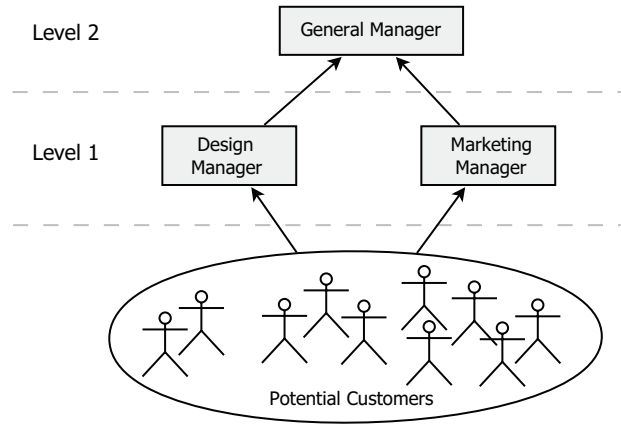 Level 2
General Manager
Level 1
Design
Manager
Marketing
Manager
Potential Customers